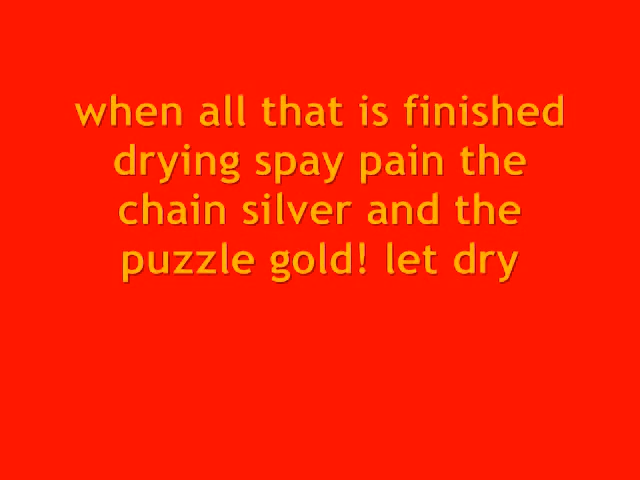 when all that is finished
drying spay pain the
chain silver and the
puzzle gold! let dry